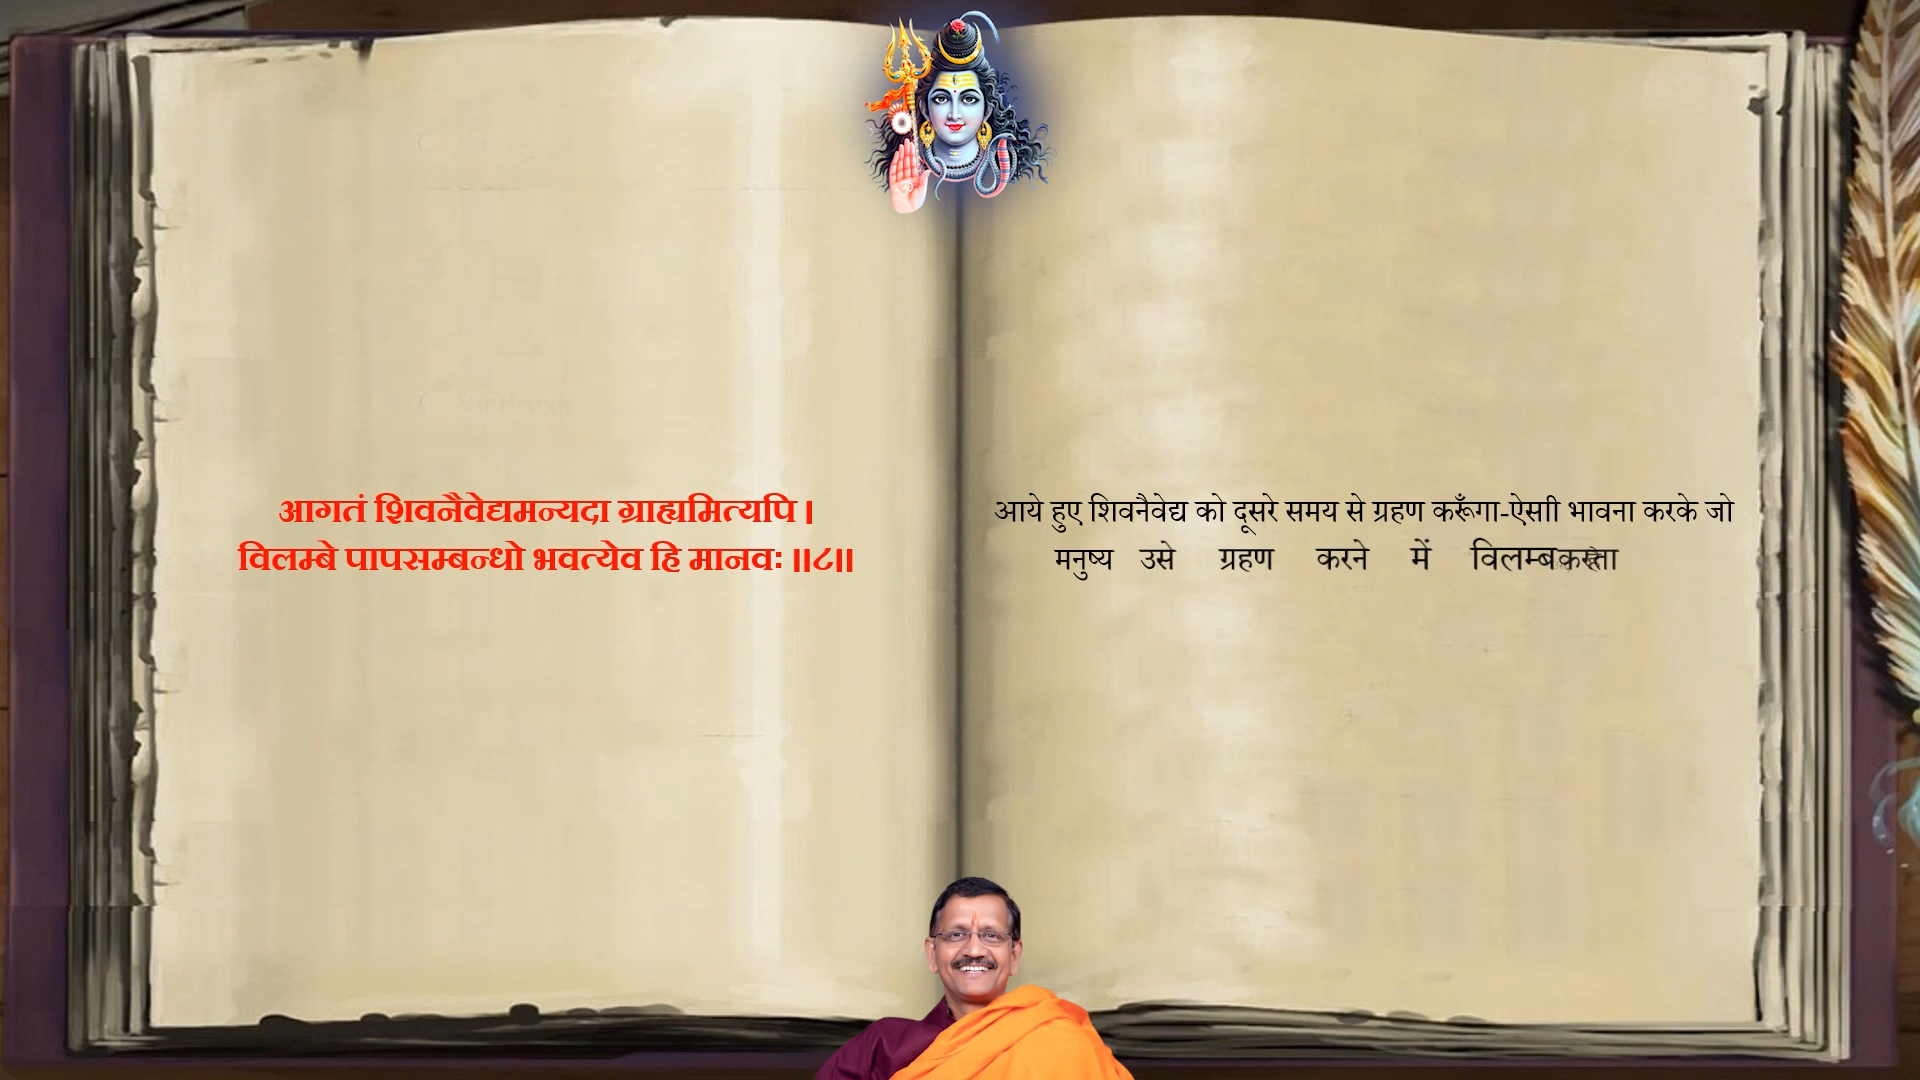 आगतं शिवनैवेद्यमन्यदा ग्राह्यमित्यपि ।
विलम्बे पापसम्बन्धो भवत्येव हि मानवः ॥८॥
आये हुए शिवनैवेद्य को दूसरे समय से ग्रहण करूँगा-ऐसाी भावना करके जो
मनुष्य उसे ग्रहण करने में विलम्ब करता